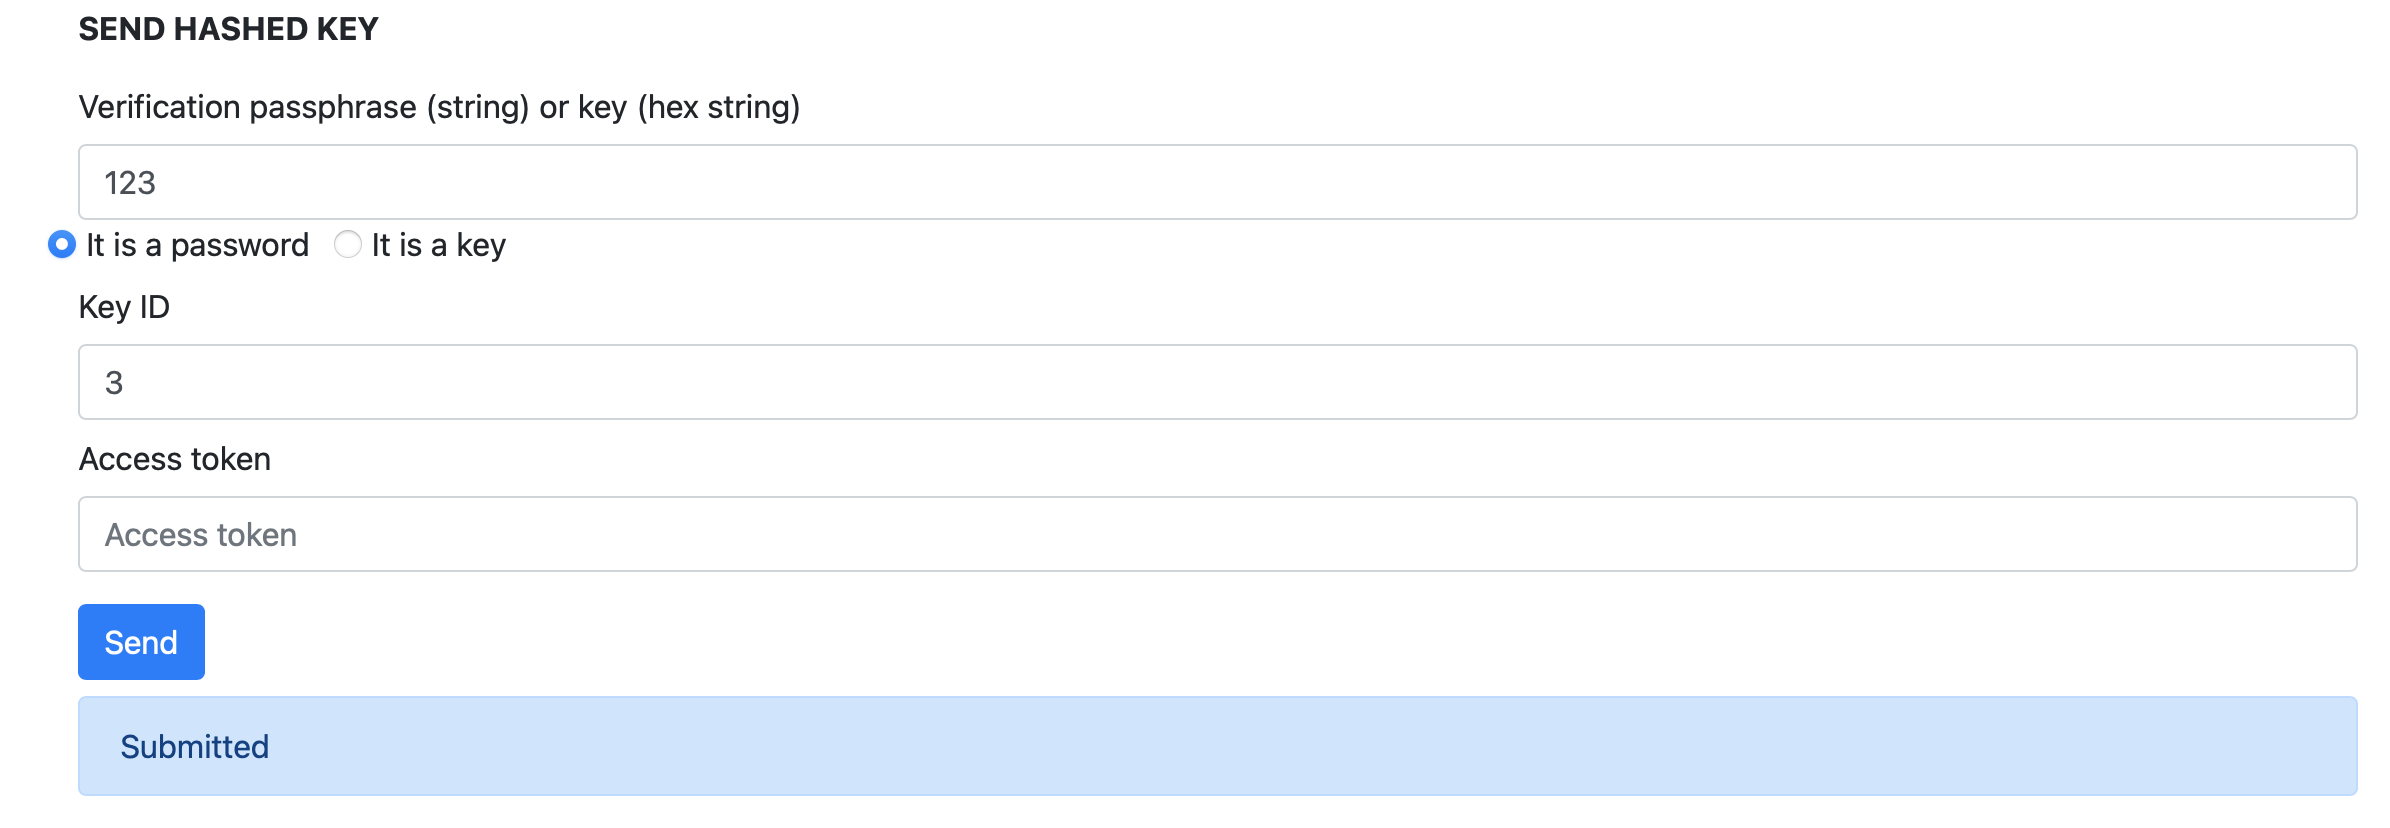 SEND HASHED KEY
Verification passphrase (string) or key (hex string)
123
It is a password It is a key
Key ID
3
Access token
Access token
Send
Submitted